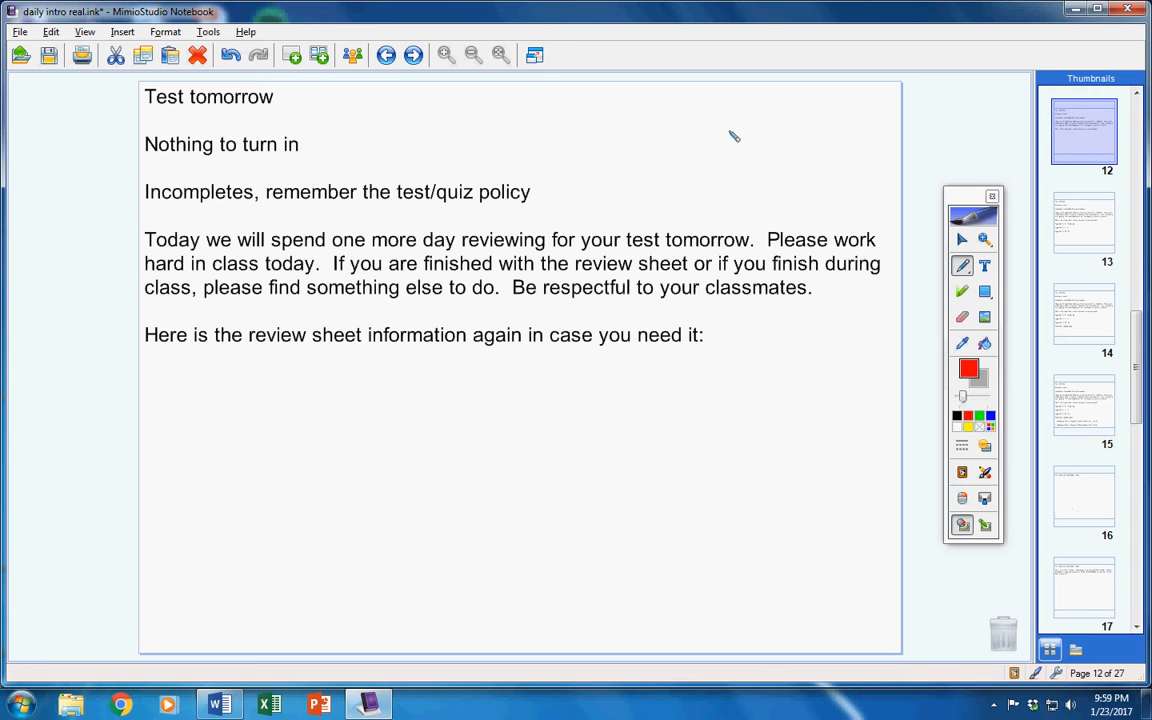 daily intro real.ink* - MimioStudio Notebook
File Edit View Insert Format Tools Help
Thumbnails
Test tomorrow
Nothing to turn in
Incompletes, remember the test/quiz policy
Today we will spend one more day reviewing for your test tomorrow. Please work
hard in class today. If you are finished with the review sheet or if you finish during
class, please find something else to do. Be respectful to your classmates.
Here is the review sheet information again in case you need it:
12
13
14
15
16
17
Page 12 of 27
9:59 PM
1/23/2017